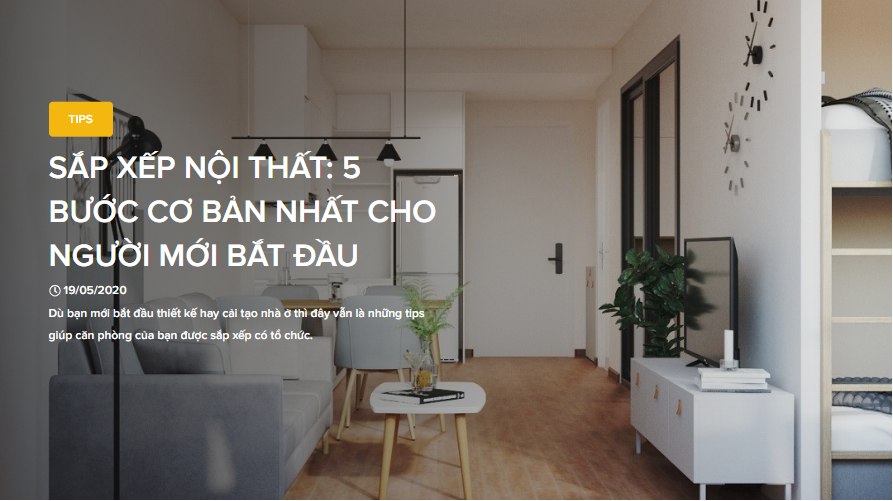 TIPS
SẮP XẾP NỘI THẤT: 5
BƯỚC CƠ BẢN NHẤT CHO
NGƯỜI MỚI BẮT ĐẦU
19/05/2020
Dù bạn mới bắt đầu thiết kế hay cải tạo nhà ở thì đây vẫn là những tips
giúp căn phòng của bạn được sắp xếp có tổ chức.